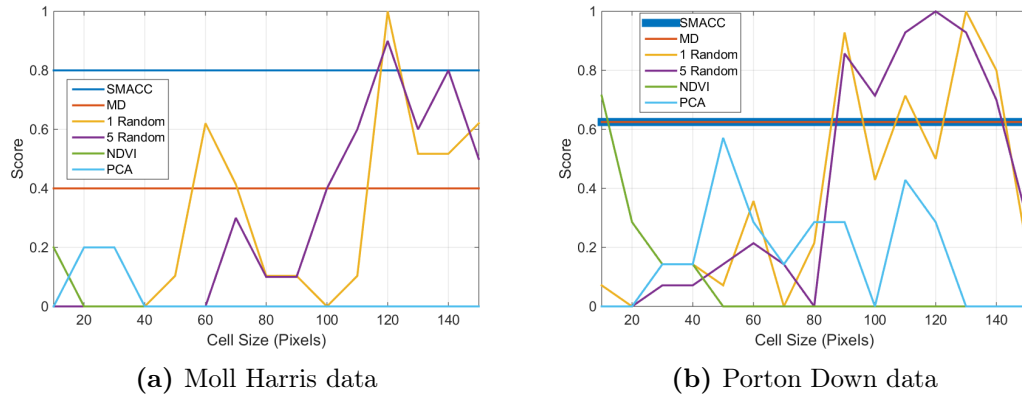 1
0.8
0.6
0.4
0.2
0
Score
SMACC
MD
1 Random
5 Random
NDVI
PCA
20 40 60 80 100 120 140
Cell Size (Pixels)
(a) Moll Harris data
1
0.8
0.6
0.4
0.2
0
Score
SMACC
MD
1 Random
5 Random
NDVI
PCA
20 40 60 80 100 120 140
Cell Size (Pixels)
(b) Porton Down data